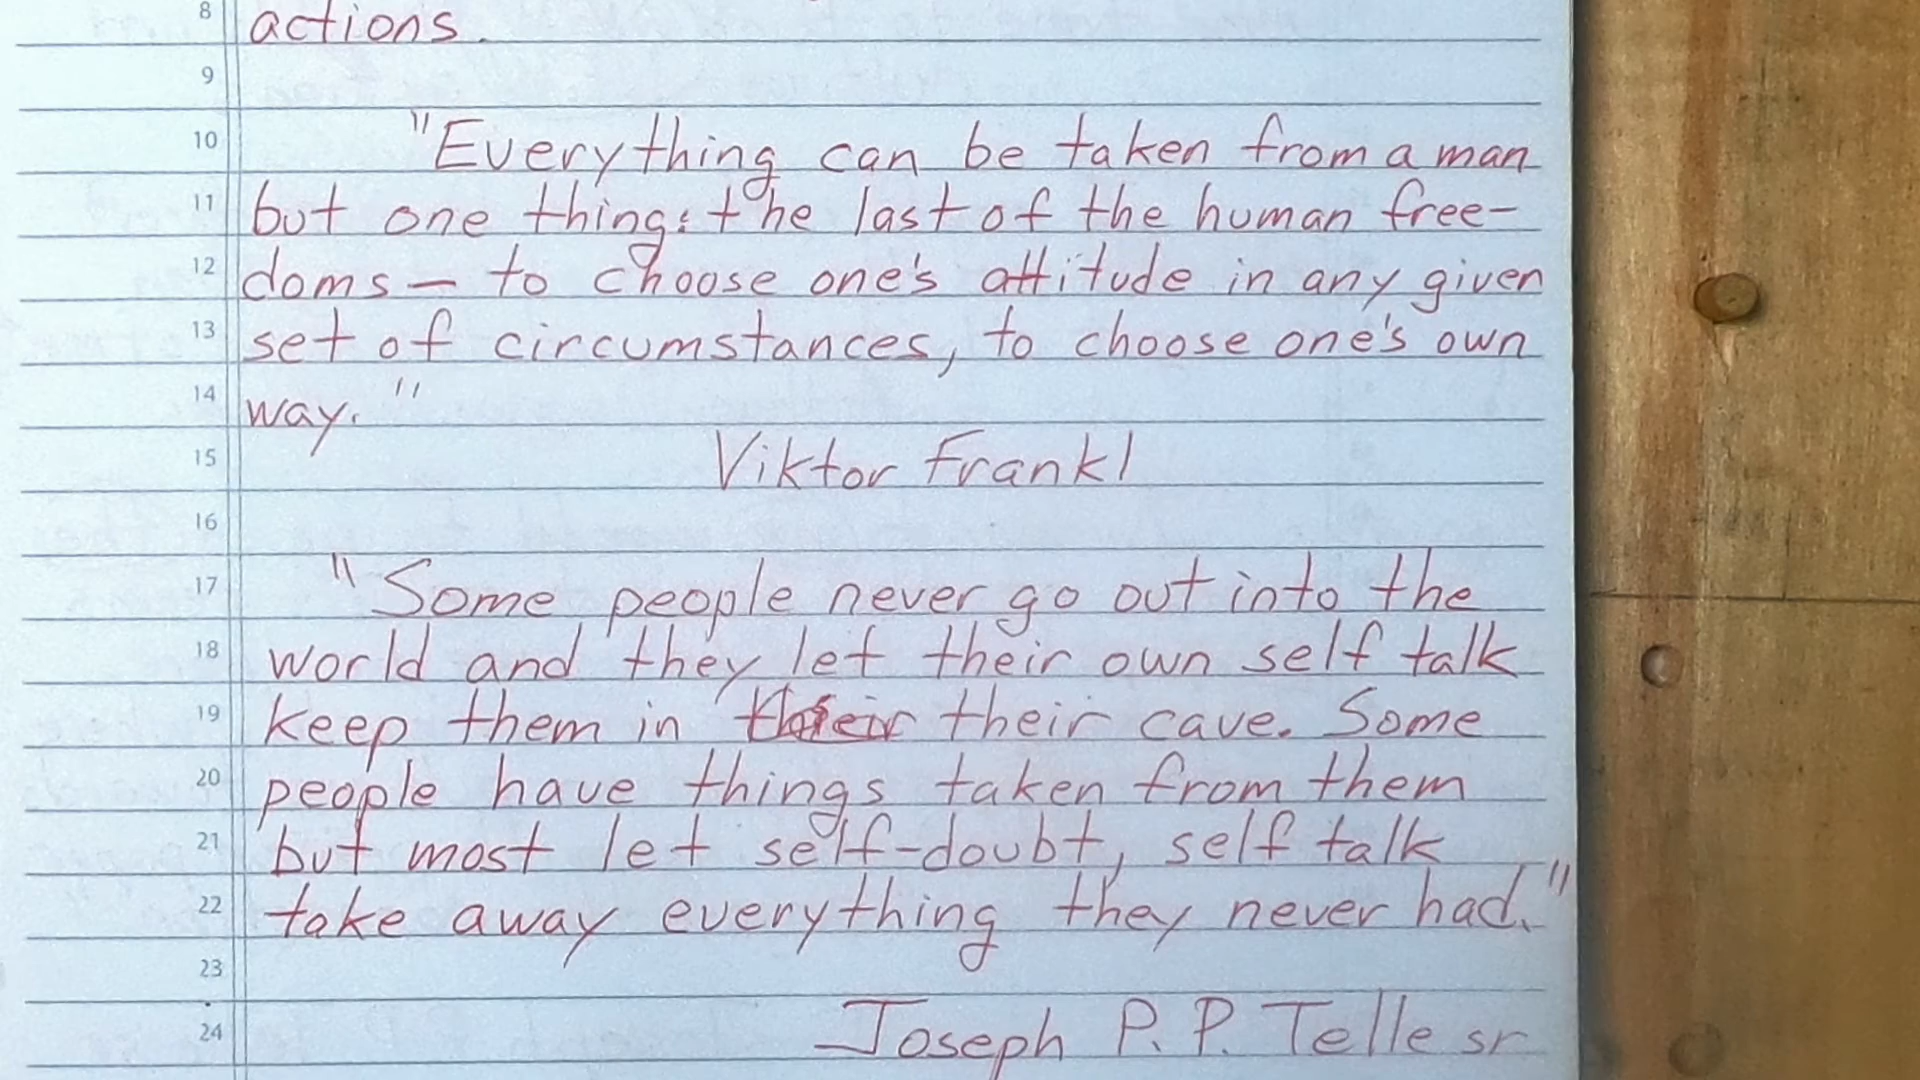 8 actions.
9
10 "Everything can be taken from a man
11 but one thing: the last of the human free-
12 doms — to choose one's attitude in any given
13 set of circumstances, to choose one's own
14 way."
15 Viktor Frankl
16
17 "Some people never go out into the
18 world and they let their own self talk
19 keep them in their their cave. Some
20 people have things taken from them
21 but most let self-doubt, self talk
22 take away everything they never had."
23
24 Joseph P. P. Telle sr